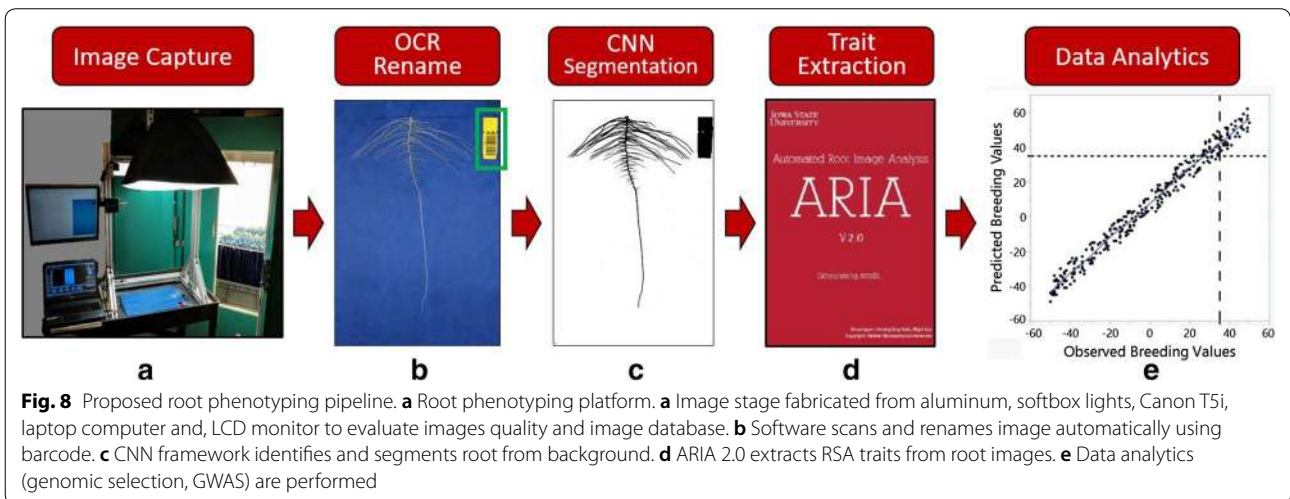 Image Capture
OCR
Rename
CNN
Segmentation
Trait
Extraction
Data Analytics
IOWA STATE
UNIVERSITY
Automated Root Image Analysis
ARIA
V 2.0
Predicted Breeding Values
60
40
20
0
-20
-40
-60
-60
-40
-20
0
20
40
60
Observed Breeding Values
a
b
c
d
e
Fig. 8 Proposed root phenotyping pipeline. a Root phenotyping platform. a Image stage fabricated from aluminum, softbox lights, Canon T5i,
laptop computer and, LCD monitor to evaluate images quality and image database. b Software scans and renames image automatically using
barcode. c CNN framework identifies and segments root from background. d ARIA 2.0 extracts RSA traits from root images. e Data analytics
(genomic selection, GWAS) are performed